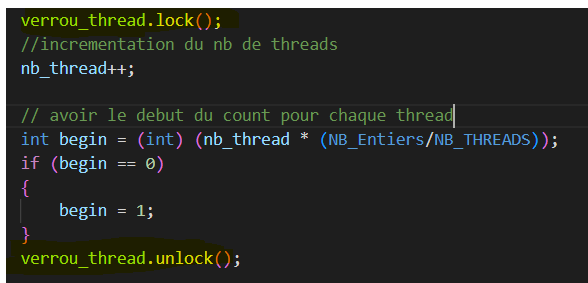 verrou_thread.lock();
//incrementation du nb de threads
nb_thread++;
// avoir le debut du count pour chaque thread
int begin = (int) (nb_thread * (NB_Entiers/NB_THREADS));
if (begin == 0)
{
begin = 1;
}
verrou_thread.unlock();